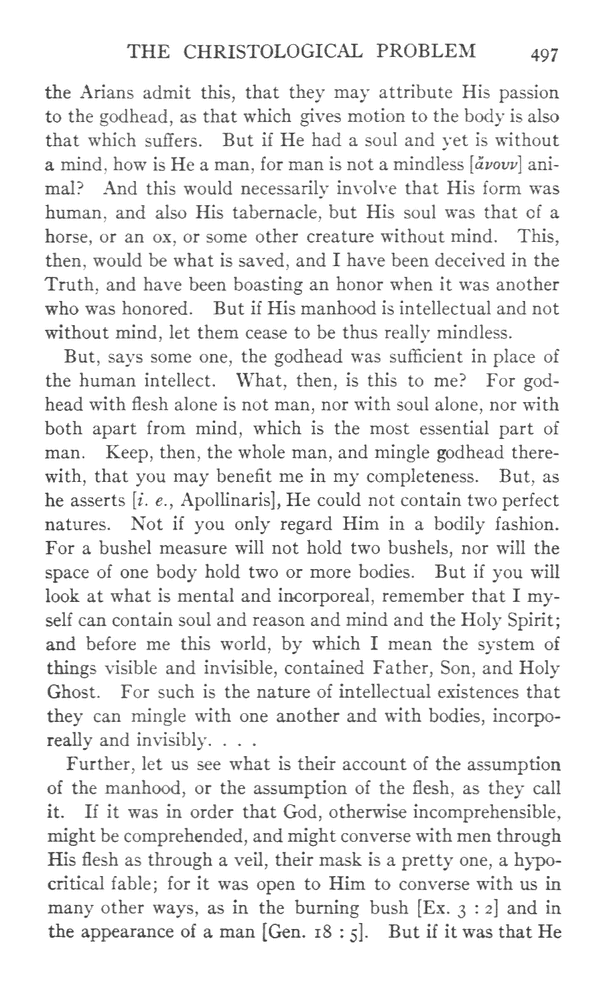 THE CHRISTOLOGICAL PROBLEM 497
the Arians admit this, that they may attribute His passion
to the godhead, as that which gives motion to the body is also
that which suffers. But if He had a soul and yet is without
a mind, how is He a man, for man is not a mindless [ἄνουν] ani-
mal? And this would necessarily involve that His form was
human, and also His tabernacle, but His soul was that of a
horse, or an ox, or some other creature without mind. This,
then, would be what is saved, and I have been deceived in the
Truth, and have been boasting an honor when it was another
who was honored. But if His manhood is intellectual and not
without mind, let them cease to be thus really mindless.
But, says some one, the godhead was sufficient in place of
the human intellect. What, then, is this to me? For god-
head with flesh alone is not man, nor with soul alone, nor with
both apart from mind, which is the most essential part of
man. Keep, then, the whole man, and mingle godhead there-
with, that you may benefit me in my completeness. But, as
he asserts [i. e., Apollinaris], He could not contain two perfect
natures. Not if you only regard Him in a bodily fashion.
For a bushel measure will not hold two bushels, nor will the
space of one body hold two or more bodies. But if you will
look at what is mental and incorporeal, remember that I my-
self can contain soul and reason and mind and the Holy Spirit;
and before me this world, by which I mean the system of
things visible and invisible, contained Father, Son, and Holy
Ghost. For such is the nature of intellectual existences that
they can mingle with one another and with bodies, incorpo-
really and invisibly. . . .
Further, let us see what is their account of the assumption
of the manhood, or the assumption of the flesh, as they call
it. If it was in order that God, otherwise incomprehensible,
might be comprehended, and might converse with men through
His flesh as through a veil, their mask is a pretty one, a hypo-
critical fable; for it was open to Him to converse with us in
many other ways, as in the burning bush [Ex. 3 : 2] and in
the appearance of a man [Gen. 18 : 5]. But if it was that He